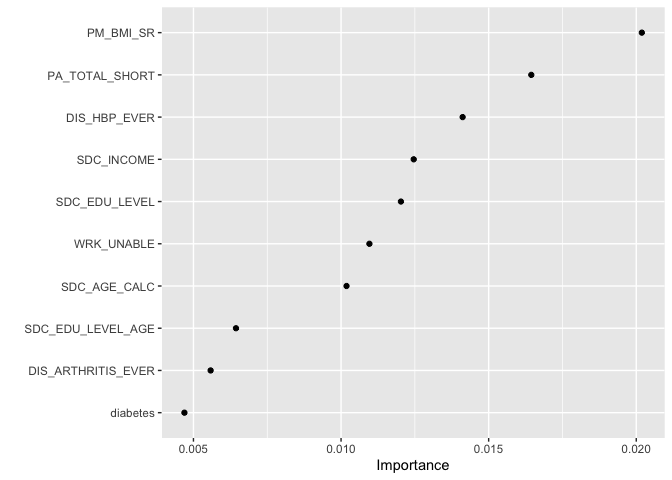 PM_BMI_SR
PA_TOTAL_SHORT
DIS_HBP_EVER
SDC_INCOME
SDC_EDU_LEVEL
WRK_UNABLE
SDC_AGE_CALC
SDC_EDU_LEVEL_AGE
DIS_ARTHRITIS_EVER
diabetes
0.005 0.010 0.015 0.020
Importance